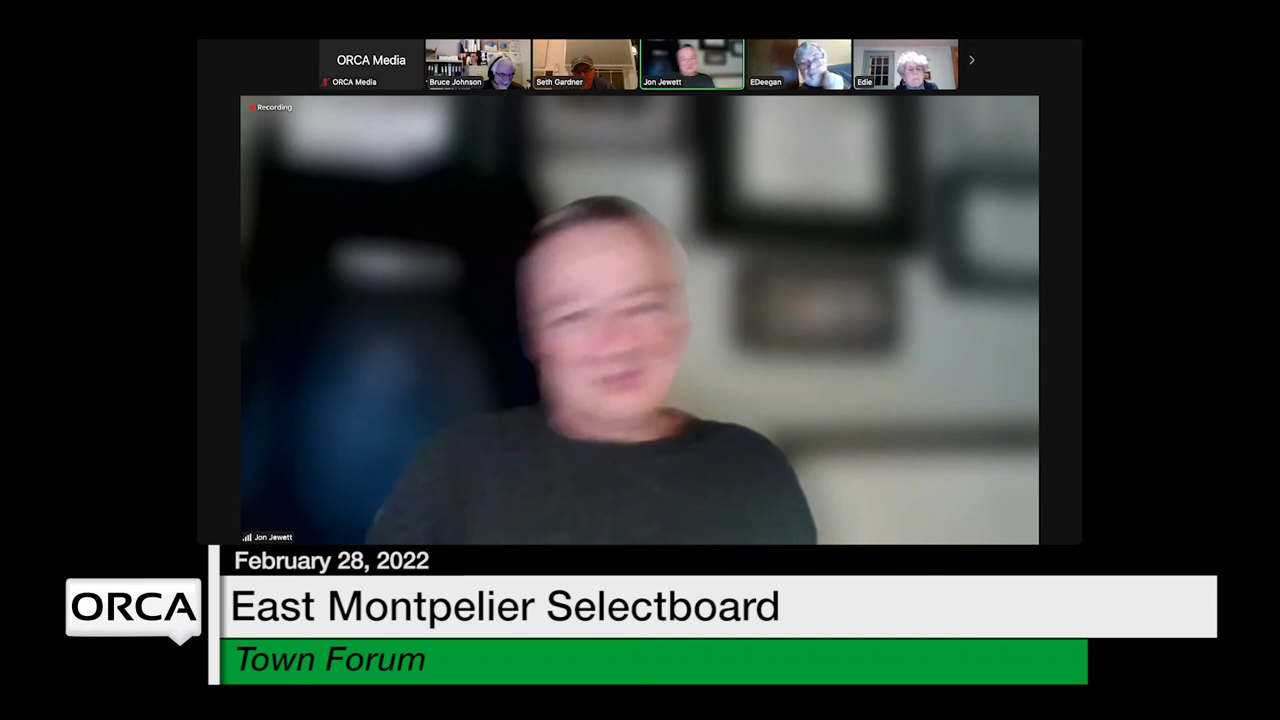 ORCA Media
ORCA Media
Bruce Johnson
Seth Gardner
Jon Jewett
EDeegan
Edie
Recording
Jon Jewett
February 28, 2022
ORCA
East Montpelier Selectboard
Town Forum